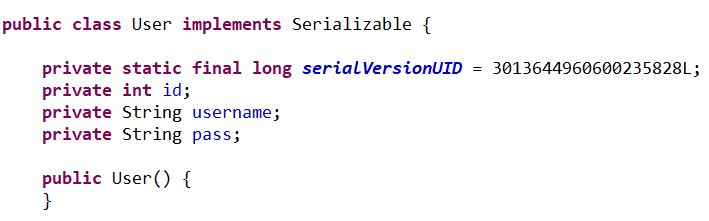 public class User implements Serializable {
private static final long serialVersionUID = 3013644960600235828L;
private int id;
private String username;
private String pass;
public User() {
}